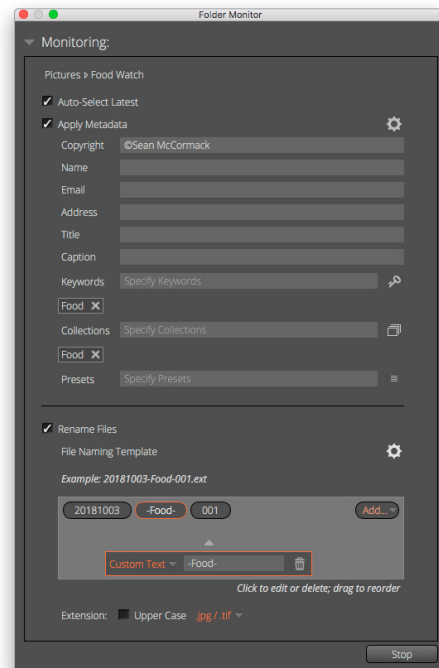 Folder Monitor
Monitoring:
Pictures ▹ Food Watch
Auto-Select Latest
Apply Metadata
Copyright ©Sean McCormack
Name
Email
Address
Title
Caption
Keywords Specify Keywords
Food X
Collections Specify Collections
Food X
Presets Specify Presets
Rename Files
File Naming Template
Example: 20181003-Food-001.ext
20181003 -Food- 001 Add...
Custom Text -Food-
Click to edit or delete; drag to reorder
Extension: Upper Case .jpg / .tif
Stop